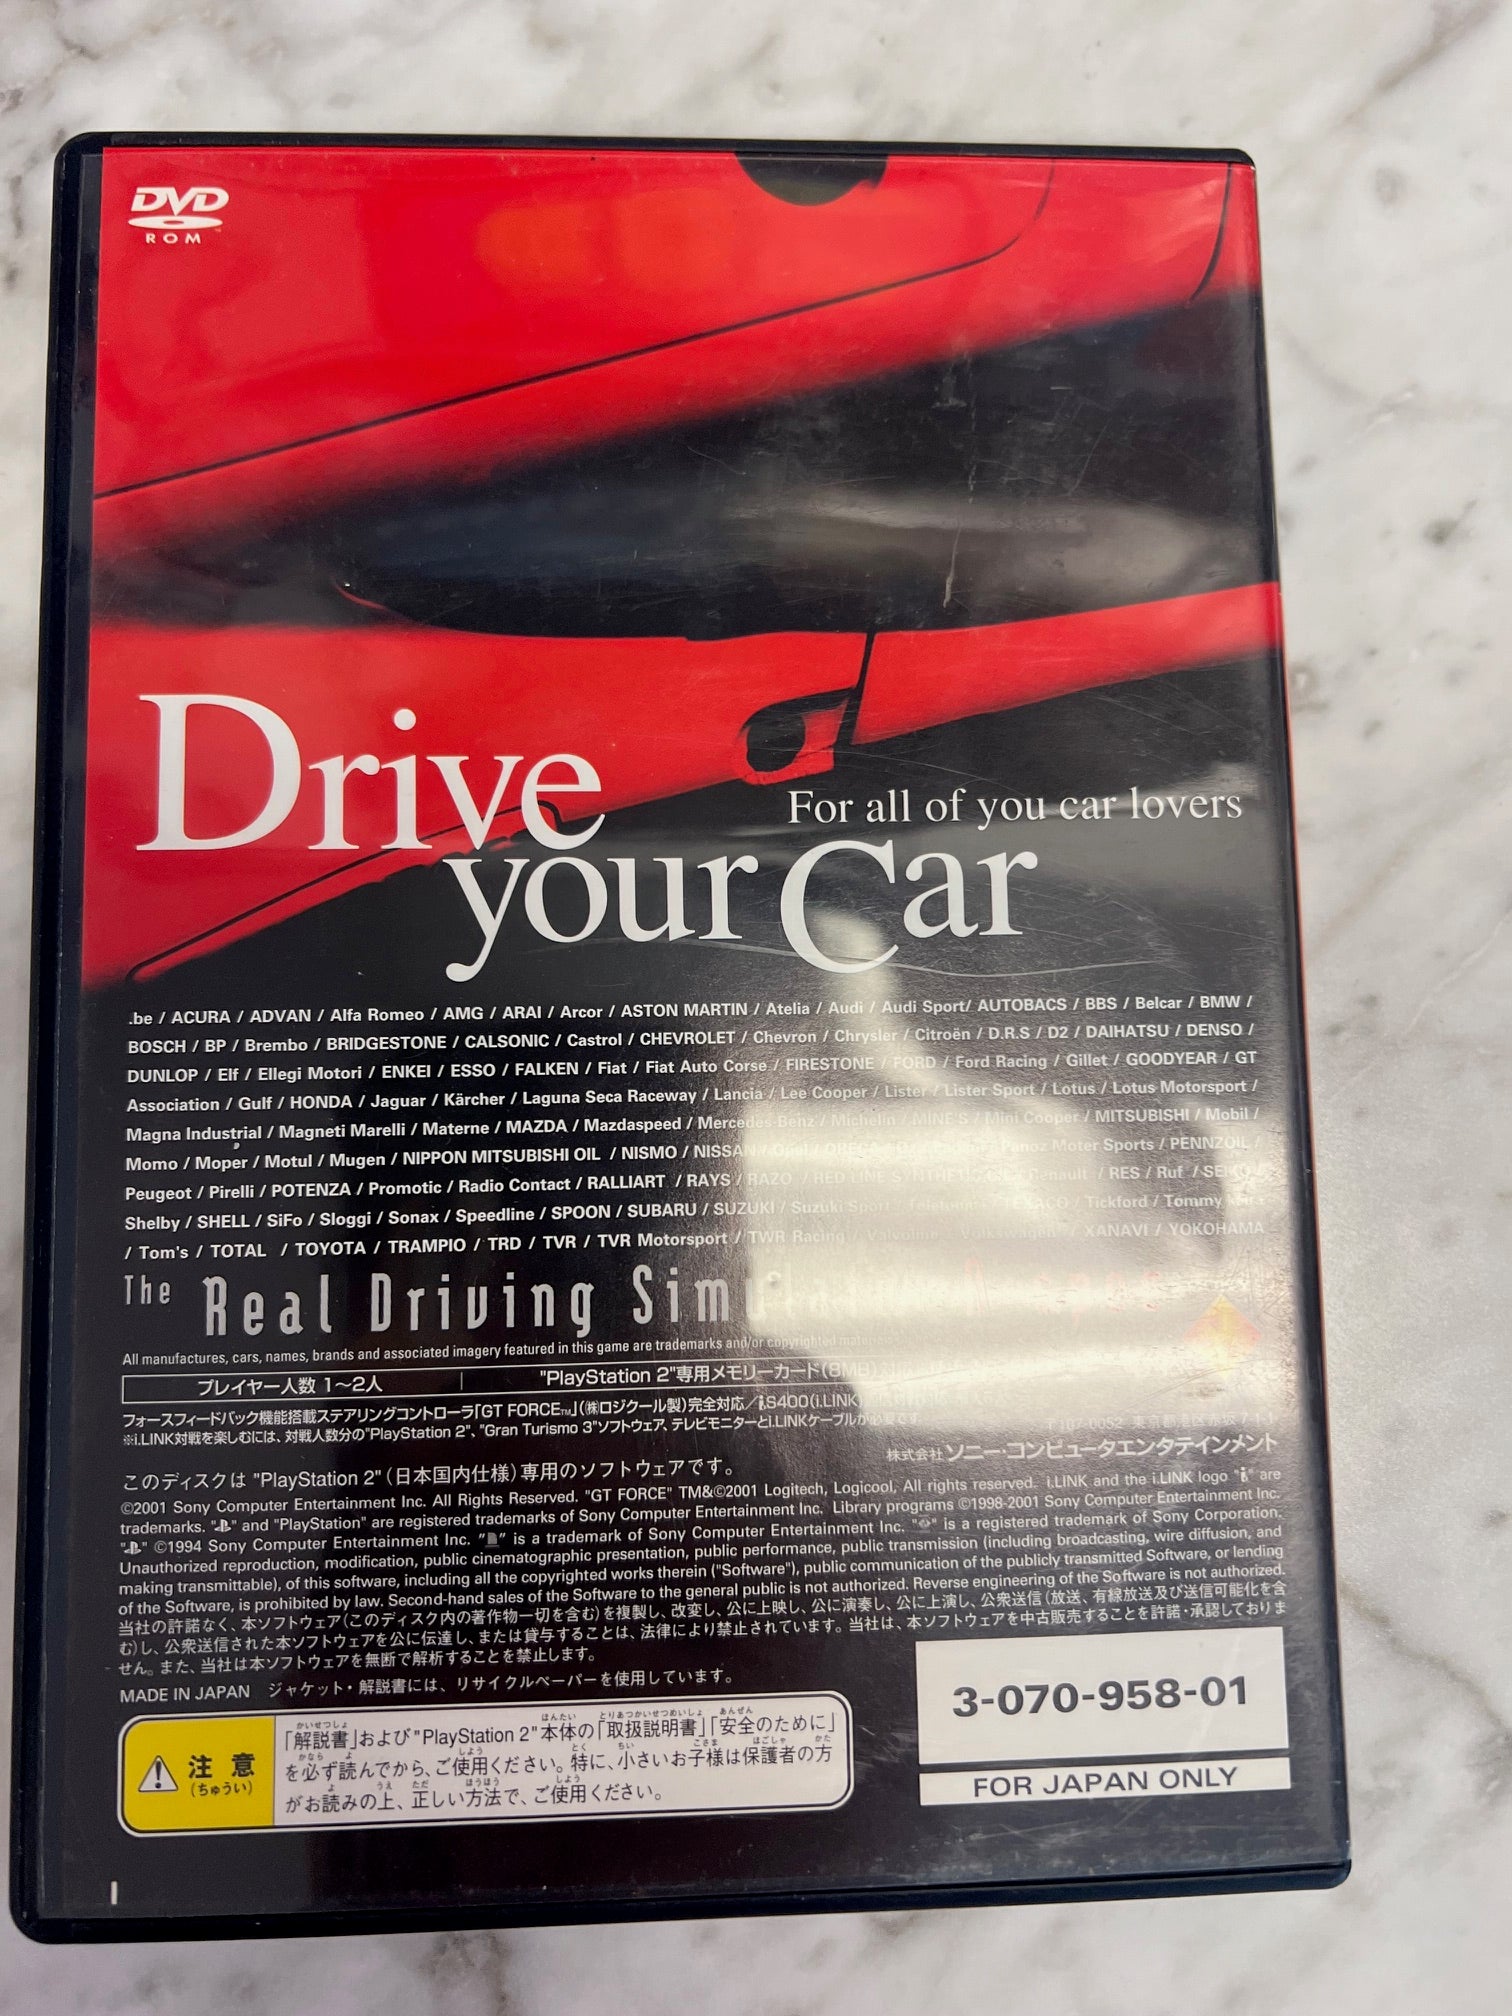 DVD
ROM
Drive
For all of you car lovers
your Car
.be / ACURA / ADVAN / Alfa Romeo / AMG / ARAI / Arcor / ASTON MARTIN / Atelia / Audi / Audi Sport/ AUTOBACS / BBS / Belcar / BMW /
BOSCH / BP / Brembo / BRIDGESTONE / CALSONIC / Castrol / CHEVROLET / Chevron / Chrysler / Citroën / D.R.S / D2 / DAIHATSU / DENSO /
DUNLOP / Elf / Ellegi Motori / ENKEI / ESSO / FALKEN / Fiat / Fiat Auto Corse / FIRESTONE / FORD / Ford Racing / Gillet / GOODYEAR / GT
Association / Gulf / HONDA / Jaguar / Kärcher / Laguna Seca Raceway / Lancia / Lee Cooper / Lister / Lister Sport / Lotus / Lotus Motorsport /
Magna Industrial / Magneti Marelli / Materne / MAZDA / Mazdaspeed / Mercedes-Benz / Michelin / MINE'S / Mini Cooper / MITSUBISHI / Mobil /
Momo / Moper / Motul / Mugen / NIPPON MITSUBISHI OIL / NISMO / NISSAN / Opel / Panoz Moter Sports / PENNZOIL /
Peugeot / Pirelli / POTENZA / Promotic / Radio Contact / RALLIART / RAYS / RAZO / RED LINE SYNTHETIC / Renault / RES / Ruf /
Shelby / SHELL / SiFo / Sloggi / Sonax / Speedline / SPOON / SUBARU / SUZUKI / Suzuki Sport / TEXACO / Tickford / Tommy
/ Tom's / TOTAL / TOYOTA / TRAMPIO / TRD / TVR / TVR Motorsport / TWR Racing / Valvoline / Volkswagen / XANAVI / YOKOHAMA
The Real Driving
All manufactures, cars, names, brands and associated imagery featured in this game are trademarks and/or copyrighted
プレイヤー人数 1～2人 "PlayStation 2"専用メモリーカード(8MB)
フォースフィードバック機能搭載ステアリングコントローラ「GT FORCE™」(㈱ロジクール製)完全対応/i.S400(i.LINK)
※i.LINK対戦を楽しむには、対戦人数分の"PlayStation 2"、"Gran Turismo 3"ソフトウェア、テレビモニターとi.LINKケーブルが必要です。
〒107-0052 東京都港区赤坂 7-1-1
株式会社 ソニー・コンピュータエンタテインメント
このディスクは "PlayStation 2" (日本国内仕様) 専用のソフトウェアです。
©2001 Sony Computer Entertainment Inc. All Rights Reserved. "GT FORCE" TM&©2001 Logitech, Logicool, All rights reserved. i.LINK and the i.LINK logo "i" are
trademarks. "PS" and "PlayStation" are registered trademarks of Sony Computer Entertainment Inc. Library programs ©1998-2001 Sony Computer Entertainment Inc.
"PS" ©1994 Sony Computer Entertainment Inc. " " is a trademark of Sony Computer Entertainment Inc. " " is a registered trademark of Sony Corporation.
Unauthorized reproduction, modification, public cinematographic presentation, public performance, public transmission (including broadcasting, wire diffusion, and
making transmittable), of this software, including all the copyrighted works therein ("Software"), public communication of the publicly transmitted Software, or lending
of the Software, is prohibited by law. Second-hand sales of the Software to the general public is not authorized. Reverse engineering of the Software is not authorized.
当社の許諾なく、本ソフトウェア(このディスク内の著作物一切を含む)を複製し、改変し、公に上映し、公に演奏し、公に上演し、公衆送信(放送、有線放送及び送信可能化を含
む)し、公衆送信された本ソフトウェアを公に伝達し、または貸与することは、法律により禁止されています。当社は、本ソフトウェアを中古販売することを許諾・承認しておりま
せん。また、当社は本ソフトウェアを無断で解析することを禁止します。
MADE IN JAPAN ジャケット・解説書には、リサイクルペーパーを使用しています。
注意
(ちゅうい)
「解説書」および"PlayStation 2"本体の「取扱説明書」「安全のために」
を必ず読んでから、ご使用ください。特に、小さいお子様は保護者の方
がお読みの上、正しい方法で、ご使用ください。
3-070-958-01
FOR JAPAN ONLY